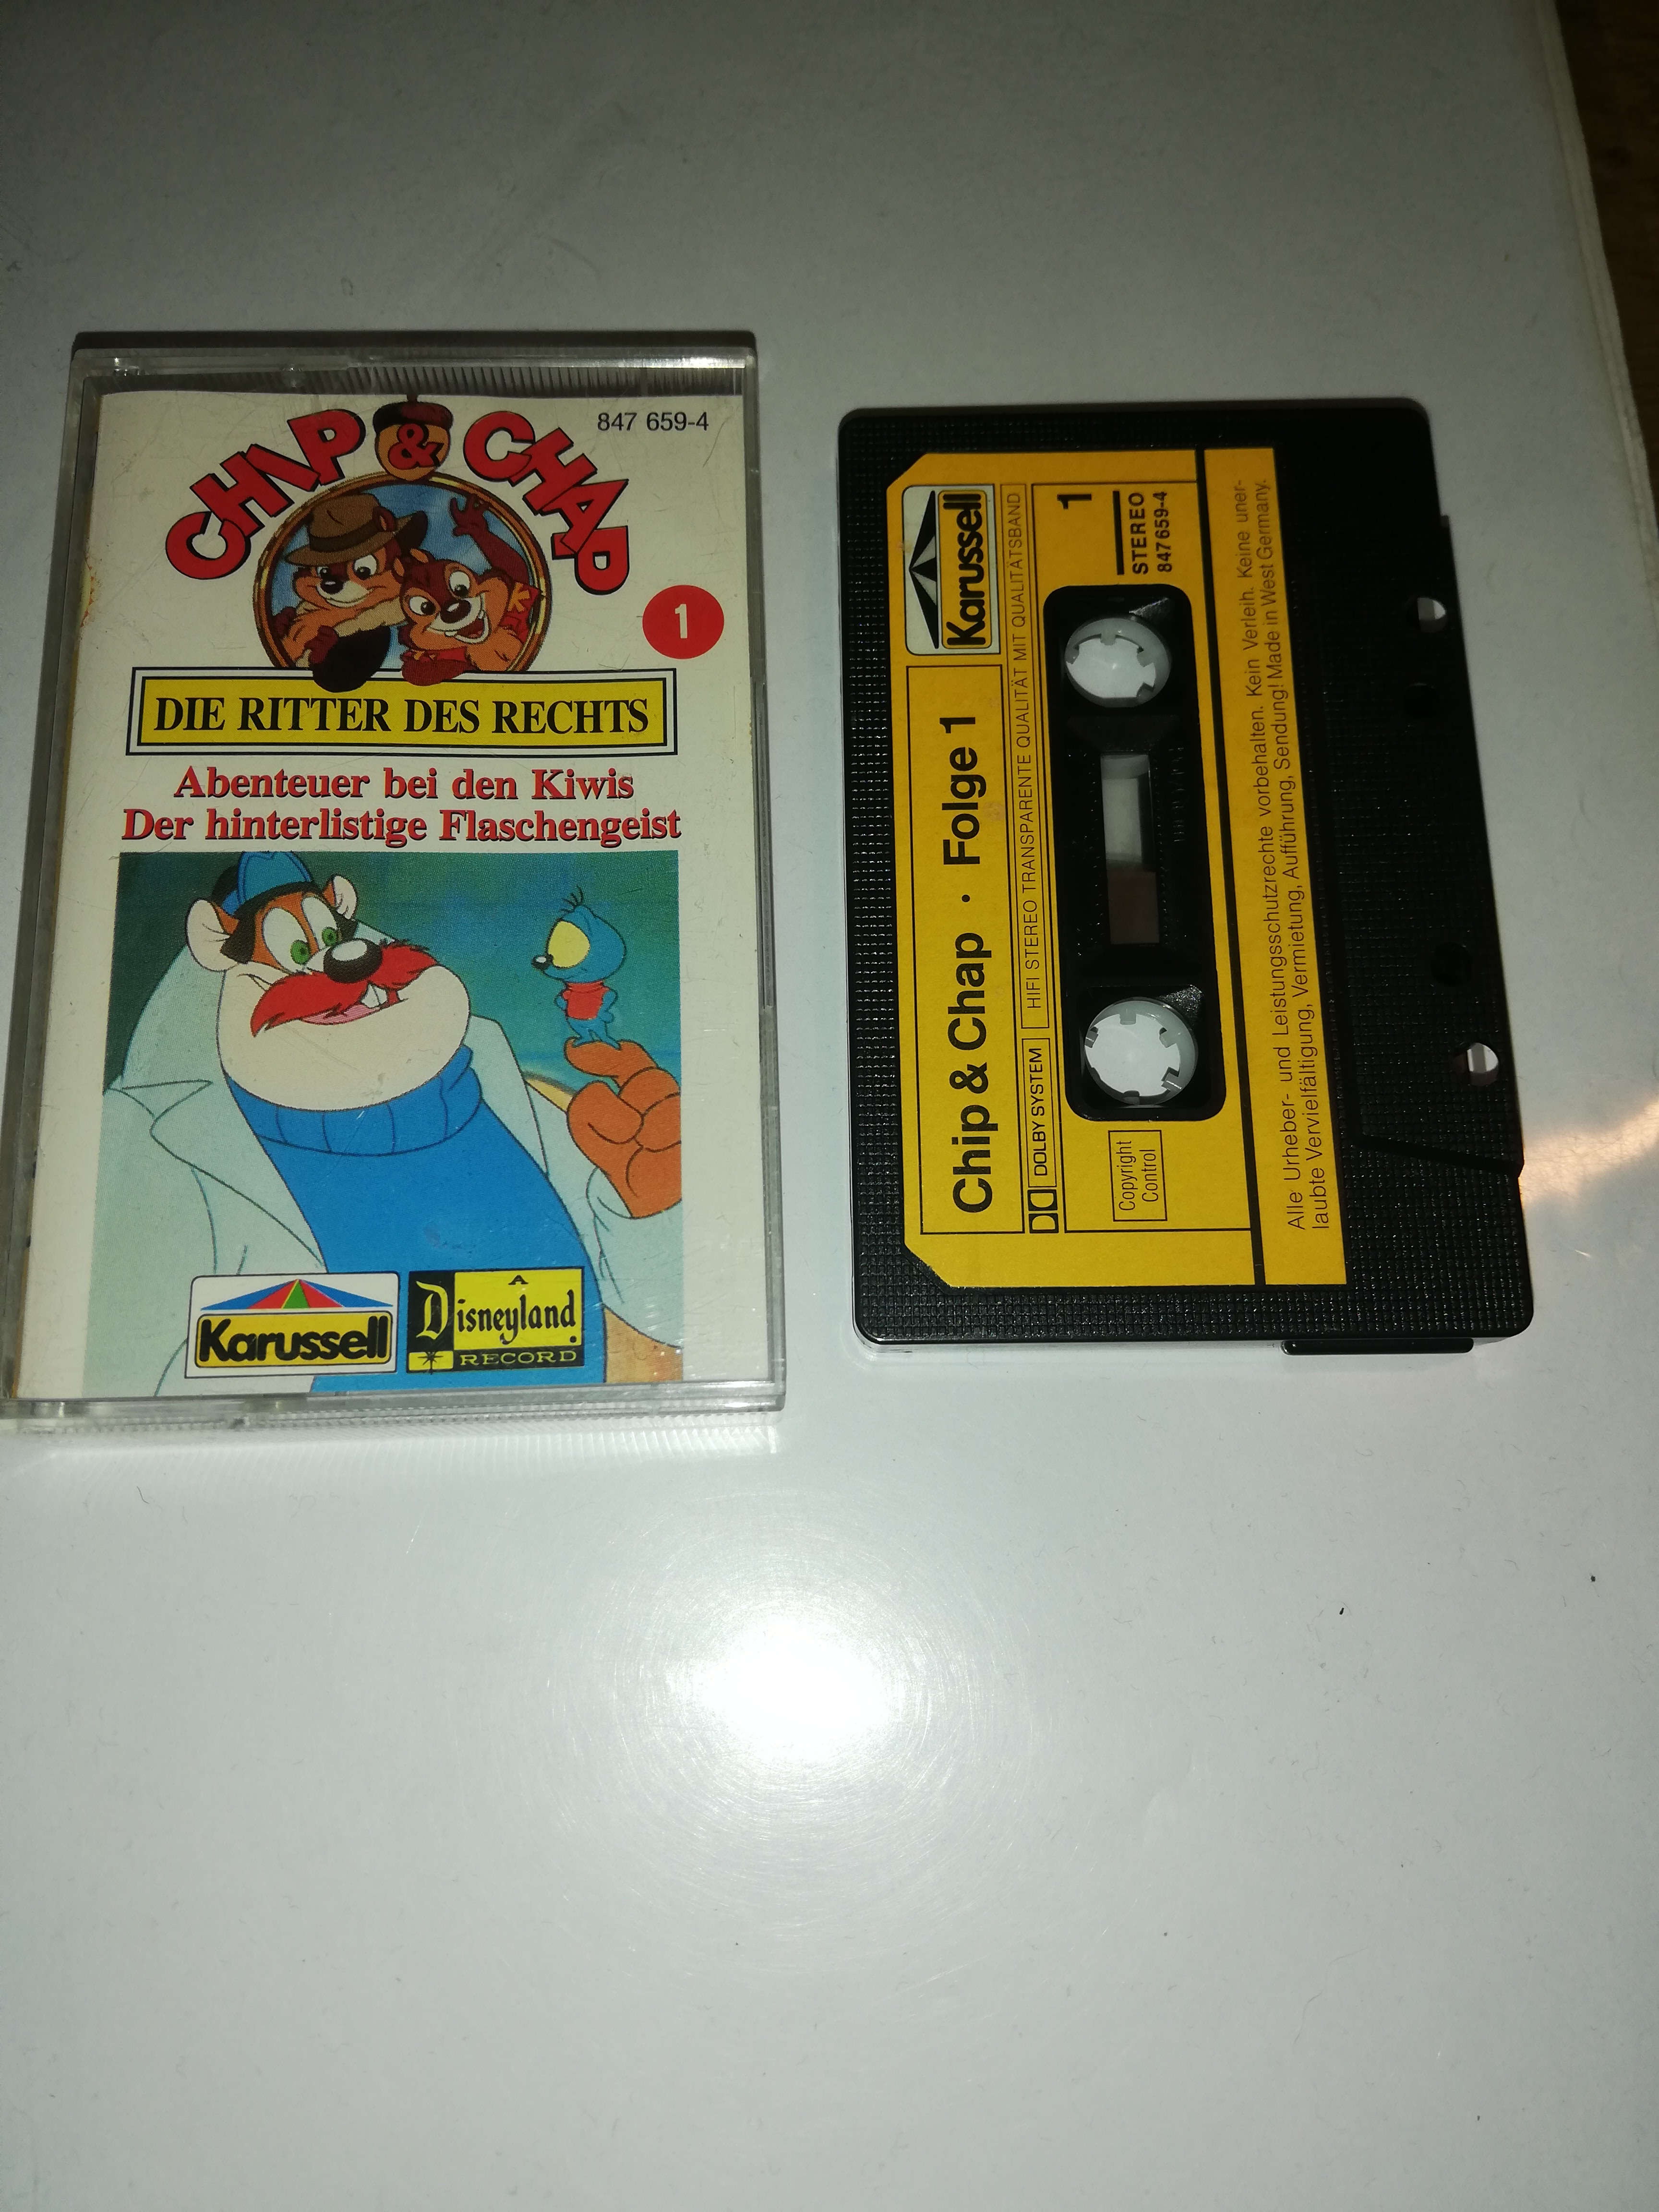 847 659-4
CHIP & CHAP
1
DIE RITTER DES RECHTS
Abenteuer bei den Kiwis
Der hinterlistige Flaschengeist
Karussell
A
Disneyland
RECORD
Karussell
Chip & Chap · Folge 1
DOLBY SYSTEM
HIFI STEREO TRANSPARENTE QUALITÄT MIT QUALITÄTSBAND
1
STEREO
847659-4
Copyright
Control
Alle Urheber- und Leistungsschutzrechte vorbehalten. Kein Verleih. Keine uner-
laubte Vervielfältigung, Vermietung, Aufführung, Sendung! Made in West Germany.